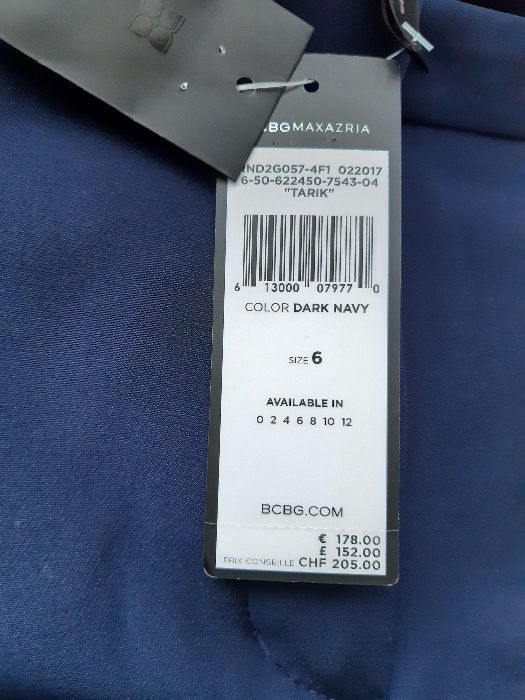 CBGMAXAZRIA
ND2G057-4F1 022017
6-50-622450-7543-04
"TARIK"
6 13000 07977 0
COLOR DARK NAVY
SIZE 6
AVAILABLE IN
0 2 4 6 8 10 12
BCBG.COM
€ 178.00
£ 152.00
PRIX CONSEILLE CHF 205.00